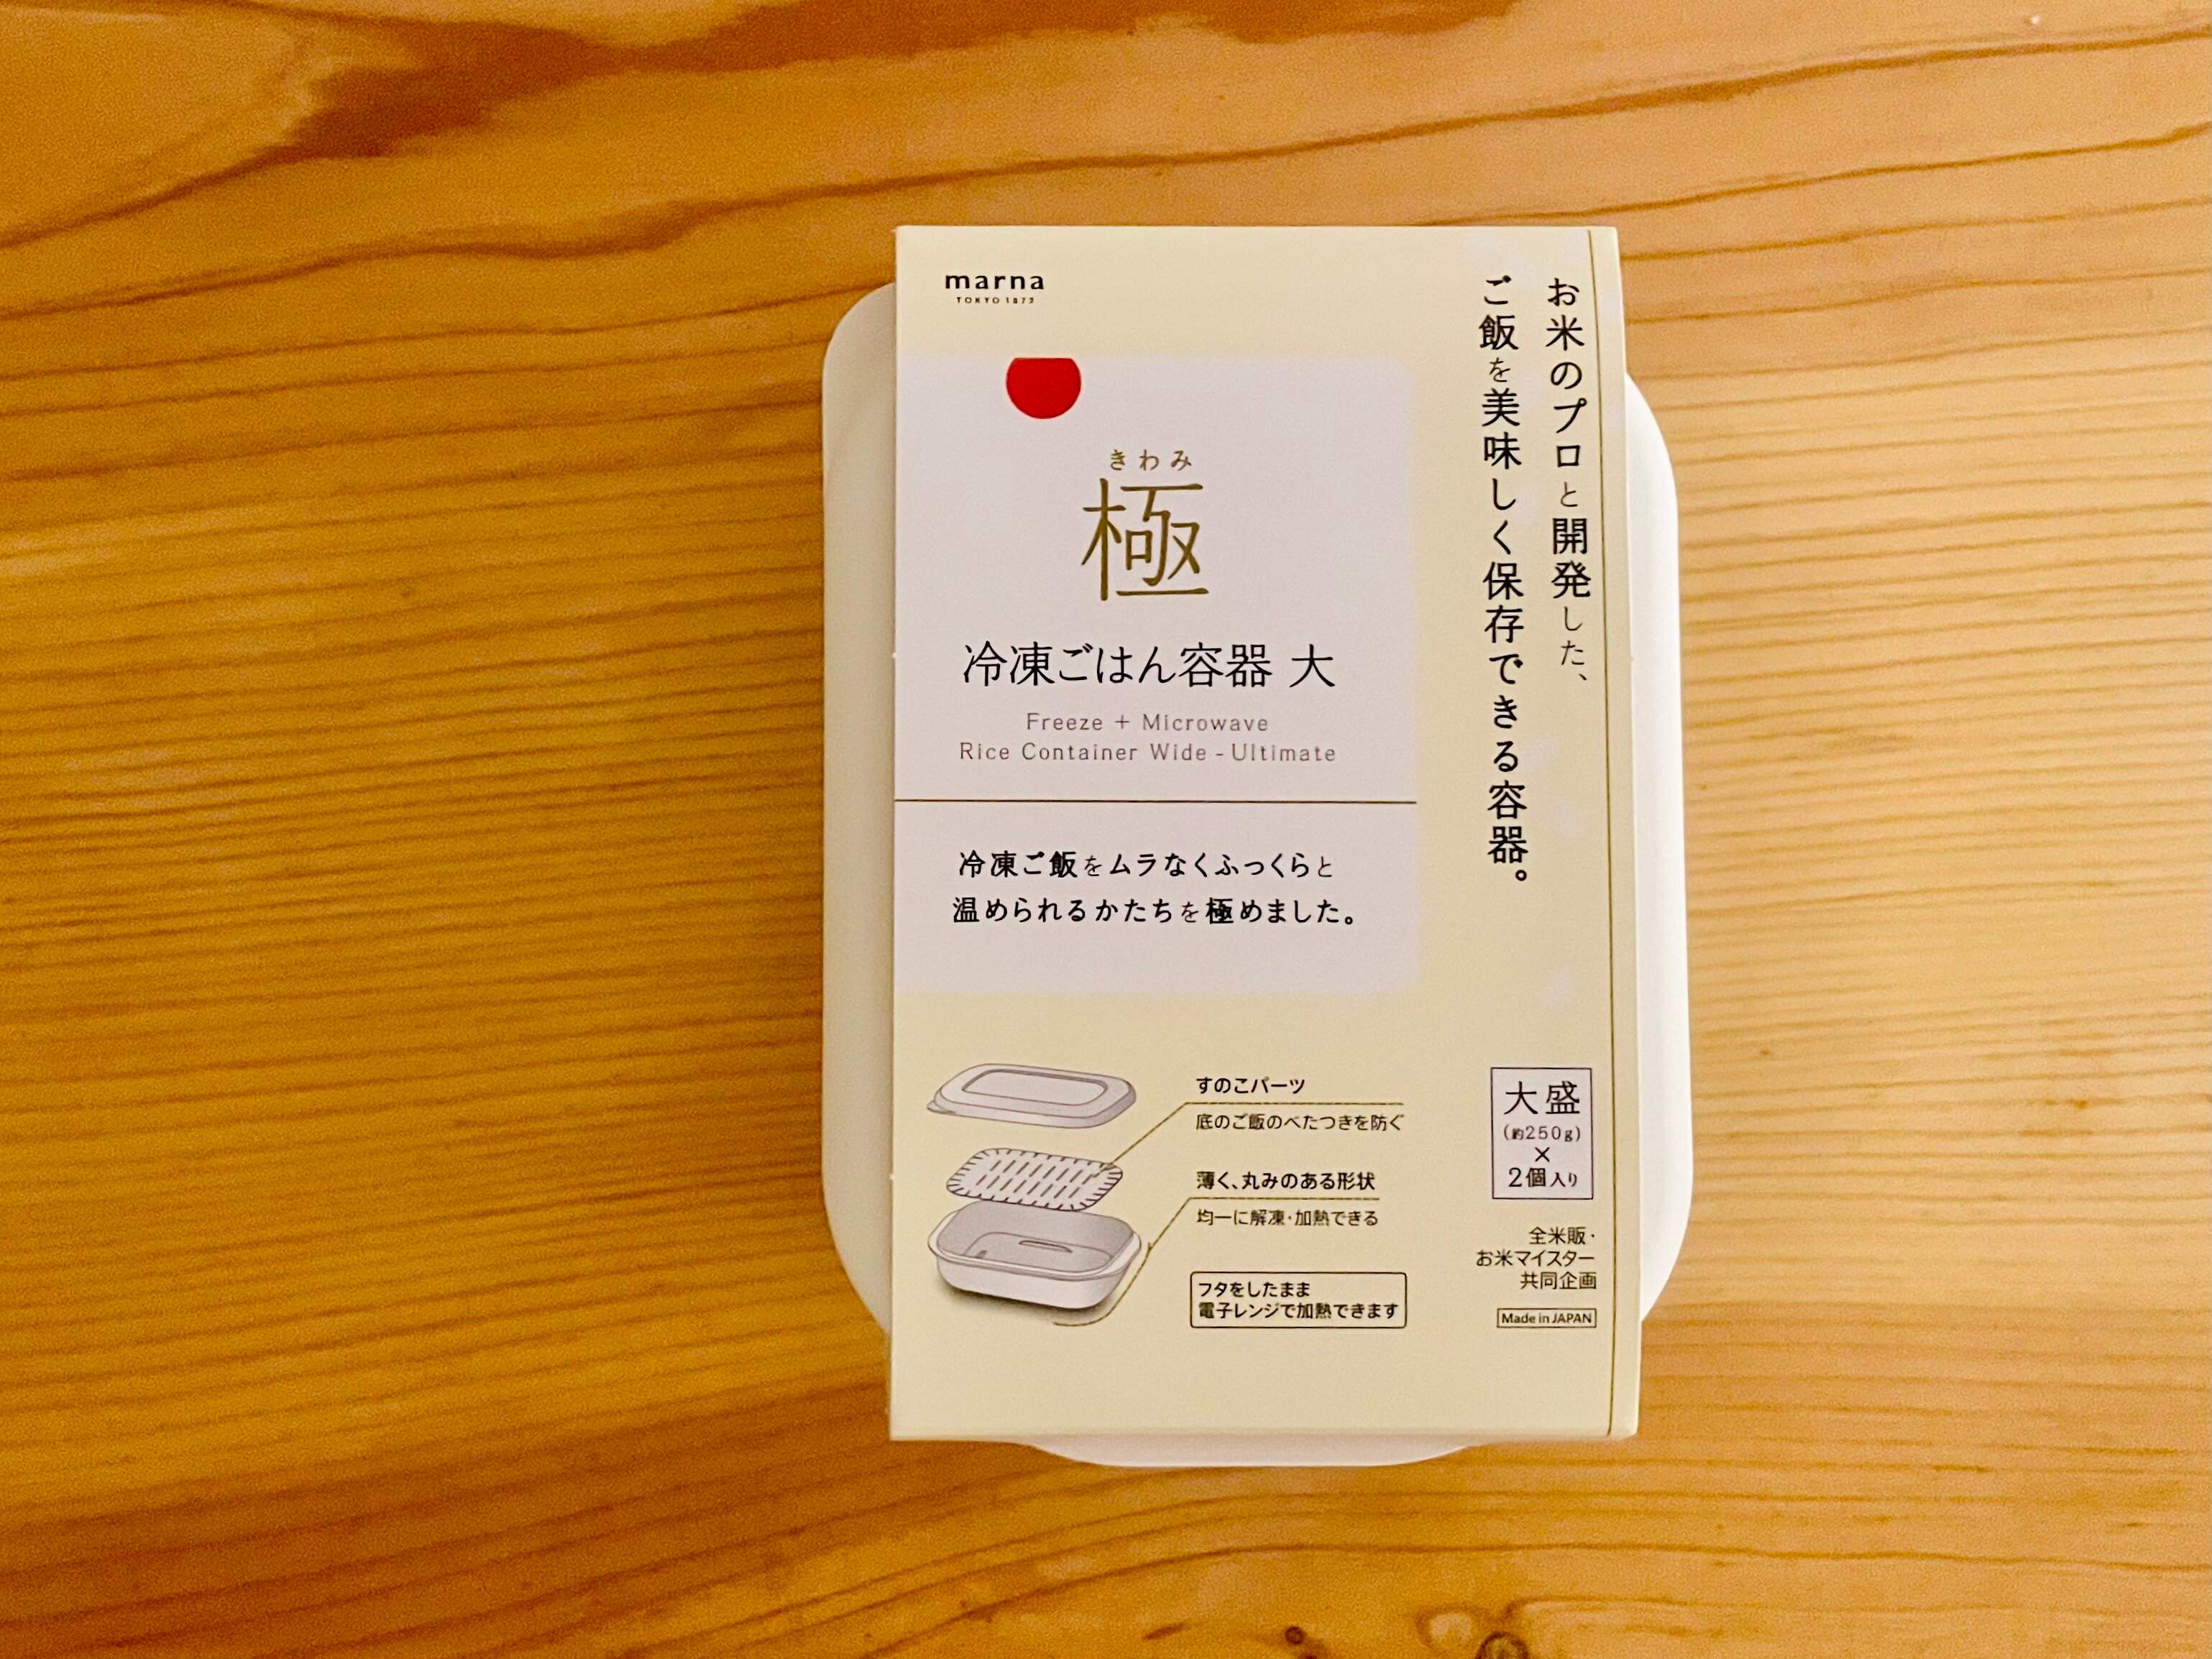 marna
TOKYO 1872
お米のプロと開発した、
ご飯を美味しく保存できる容器。
きわみ
極
冷凍ごはん容器 大
Freeze + Microwave
Rice Container Wide - Ultimate
冷凍ご飯をムラなくふっくらと
温められるかたちを極めました。
すのこパーツ
底のご飯のべたつきを防ぐ
薄く、丸みのある形状
均一に解凍・加熱できる
フタをしたまま
電子レンジで加熱できます
大盛
(約250g)
×
2個入り
全米販・
お米マイスター
共同企画
Made in JAPAN